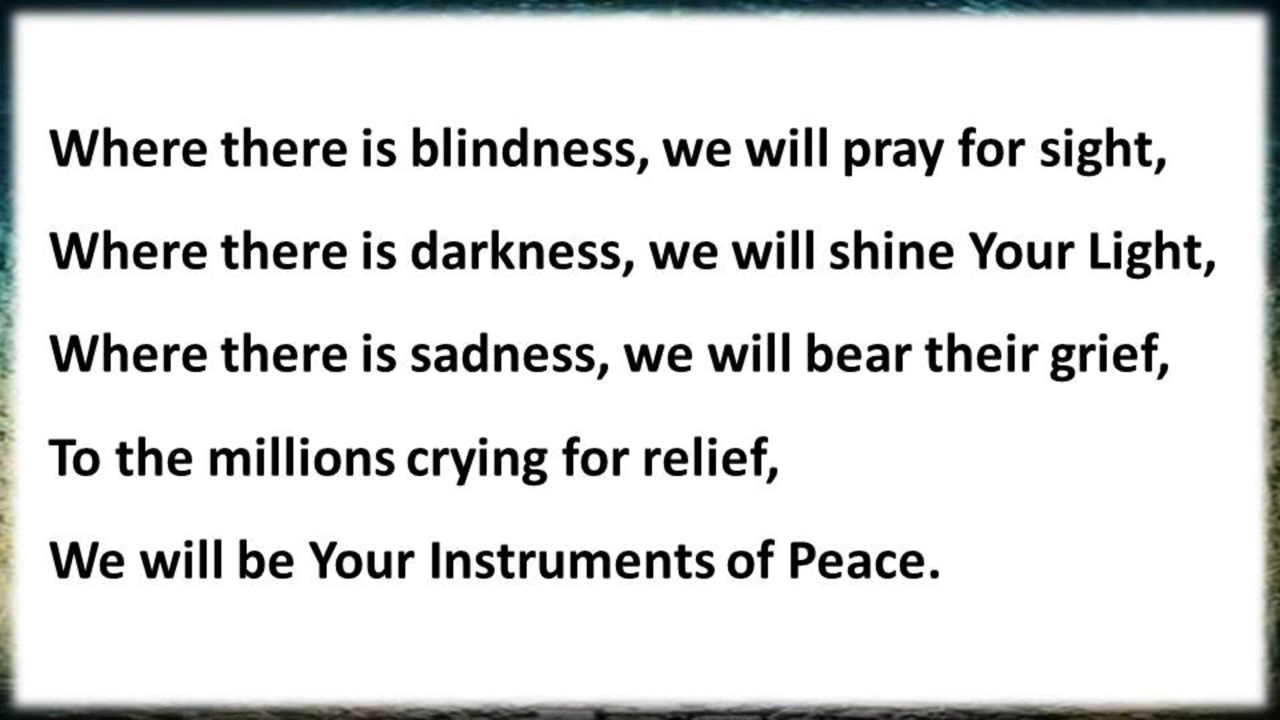 Where there is blindness, we will pray for sight,
Where there is darkness, we will shine Your Light,
Where there is sadness, we will bear their grief,
To the millions crying for relief,
We will be Your Instruments of Peace.